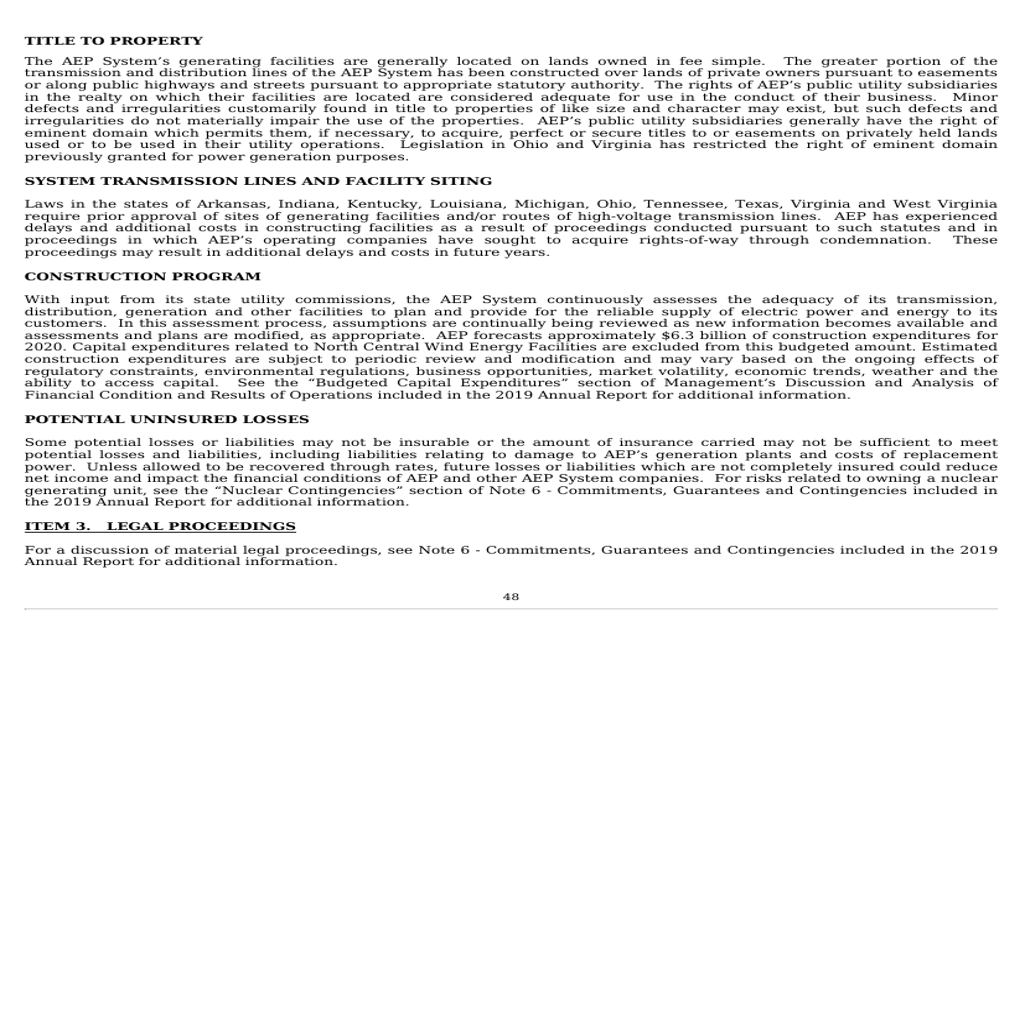 TITLE TO PROPERTY
The AEP System’s generating facilities are generally located on lands owned in fee simple. The greater portion of the
transmission and distribution lines of the AEP System has been constructed over lands of private owners pursuant to easements
or along public highways and streets pursuant to appropriate statutory authority. The rights of AEP’s public utility subsidiaries
in the realty on which their facilities are located are considered adequate for use in the conduct of their business. Minor
defects and irregularities customarily found in title to properties of like size and character may exist, but such defects and
irregularities do not materially impair the use of the properties. AEP’s public utility subsidiaries generally have the right of
eminent domain which permits them, if necessary, to acquire, perfect or secure titles to or easements on privately held lands
used or to be used in their utility operations. Legislation in Ohio and Virginia has restricted the right of eminent domain
previously granted for power generation purposes.
SYSTEM TRANSMISSION LINES AND FACILITY SITING
Laws in the states of Arkansas, Indiana, Kentucky, Louisiana, Michigan, Ohio, Tennessee, Texas, Virginia and West Virginia
require prior approval of sites of generating facilities and/or routes of high-voltage transmission lines. AEP has experienced
delays and additional costs in constructing facilities as a result of proceedings conducted pursuant to such statutes and in
proceedings in which AEP’s operating companies have sought to acquire rights-of-way through condemnation. These
proceedings may result in additional delays and costs in future years.
CONSTRUCTION PROGRAM
With input from its state utility commissions, the AEP System continuously assesses the adequacy of its transmission,
distribution, generation and other facilities to plan and provide for the reliable supply of electric power and energy to its
customers. In this assessment process, assumptions are continually being reviewed as new information becomes available and
assessments and plans are modified, as appropriate. AEP forecasts approximately $6.3 billion of construction expenditures for
2020. Capital expenditures related to North Central Wind Energy Facilities are excluded from this budgeted amount. Estimated
construction expenditures are subject to periodic review and modification and may vary based on the ongoing effects of
regulatory constraints, environmental regulations, business opportunities, market volatility, economic trends, weather and the
ability to access capital. See the “Budgeted Capital Expenditures” section of Management’s Discussion and Analysis of
Financial Condition and Results of Operations included in the 2019 Annual Report for additional information.
POTENTIAL UNINSURED LOSSES
Some potential losses or liabilities may not be insurable or the amount of insurance carried may not be sufficient to meet
potential losses and liabilities, including liabilities relating to damage to AEP’s generation plants and costs of replacement
power. Unless allowed to be recovered through rates, future losses or liabilities which are not completely insured could reduce
net income and impact the financial conditions of AEP and other AEP System companies. For risks related to owning a nuclear
generating unit, see the “Nuclear Contingencies” section of Note 6 - Commitments, Guarantees and Contingencies included in
the 2019 Annual Report for additional information.
ITEM 3. LEGAL PROCEEDINGS
For a discussion of material legal proceedings, see Note 6 - Commitments, Guarantees and Contingencies included in the 2019
Annual Report for additional information.
48